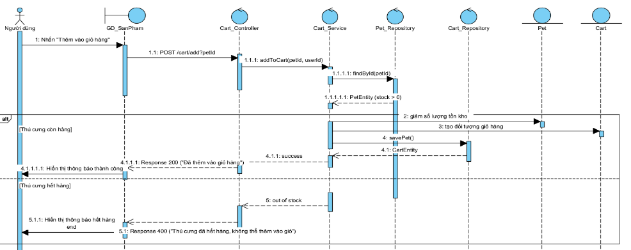 Người dùng
GD_SanPham
Cart_Controller
Cart_Service
Pet_Repository
Cart_Repository
Pet
Cart
1: Nhấn "Thêm vào giỏ hàng"
1.1: POST /cart/add?petId
1.1.1: addToCart(petId, userId)
1.1.1.1: findById(petId)
1.1.1.1.1: PetEntity (stock > 0)
alt
2: giảm số lượng tồn kho
[Thú cưng còn hàng]
3: tạo đối tượng giỏ hàng
4: savePet()
4.1: CartEntity
4.1.1: success
4.1.1.1: Response 200 ("Đã thêm vào giỏ hàng")
4.1.1.1.1: Hiển thị thông báo thành công
[Thú cưng hết hàng]
5: out of stock
5.1.1: Hiển thị thông báo hết hàng
end
5.1: Response 400 ("Thú cưng đã hết hàng, không thể thêm vào giỏ")